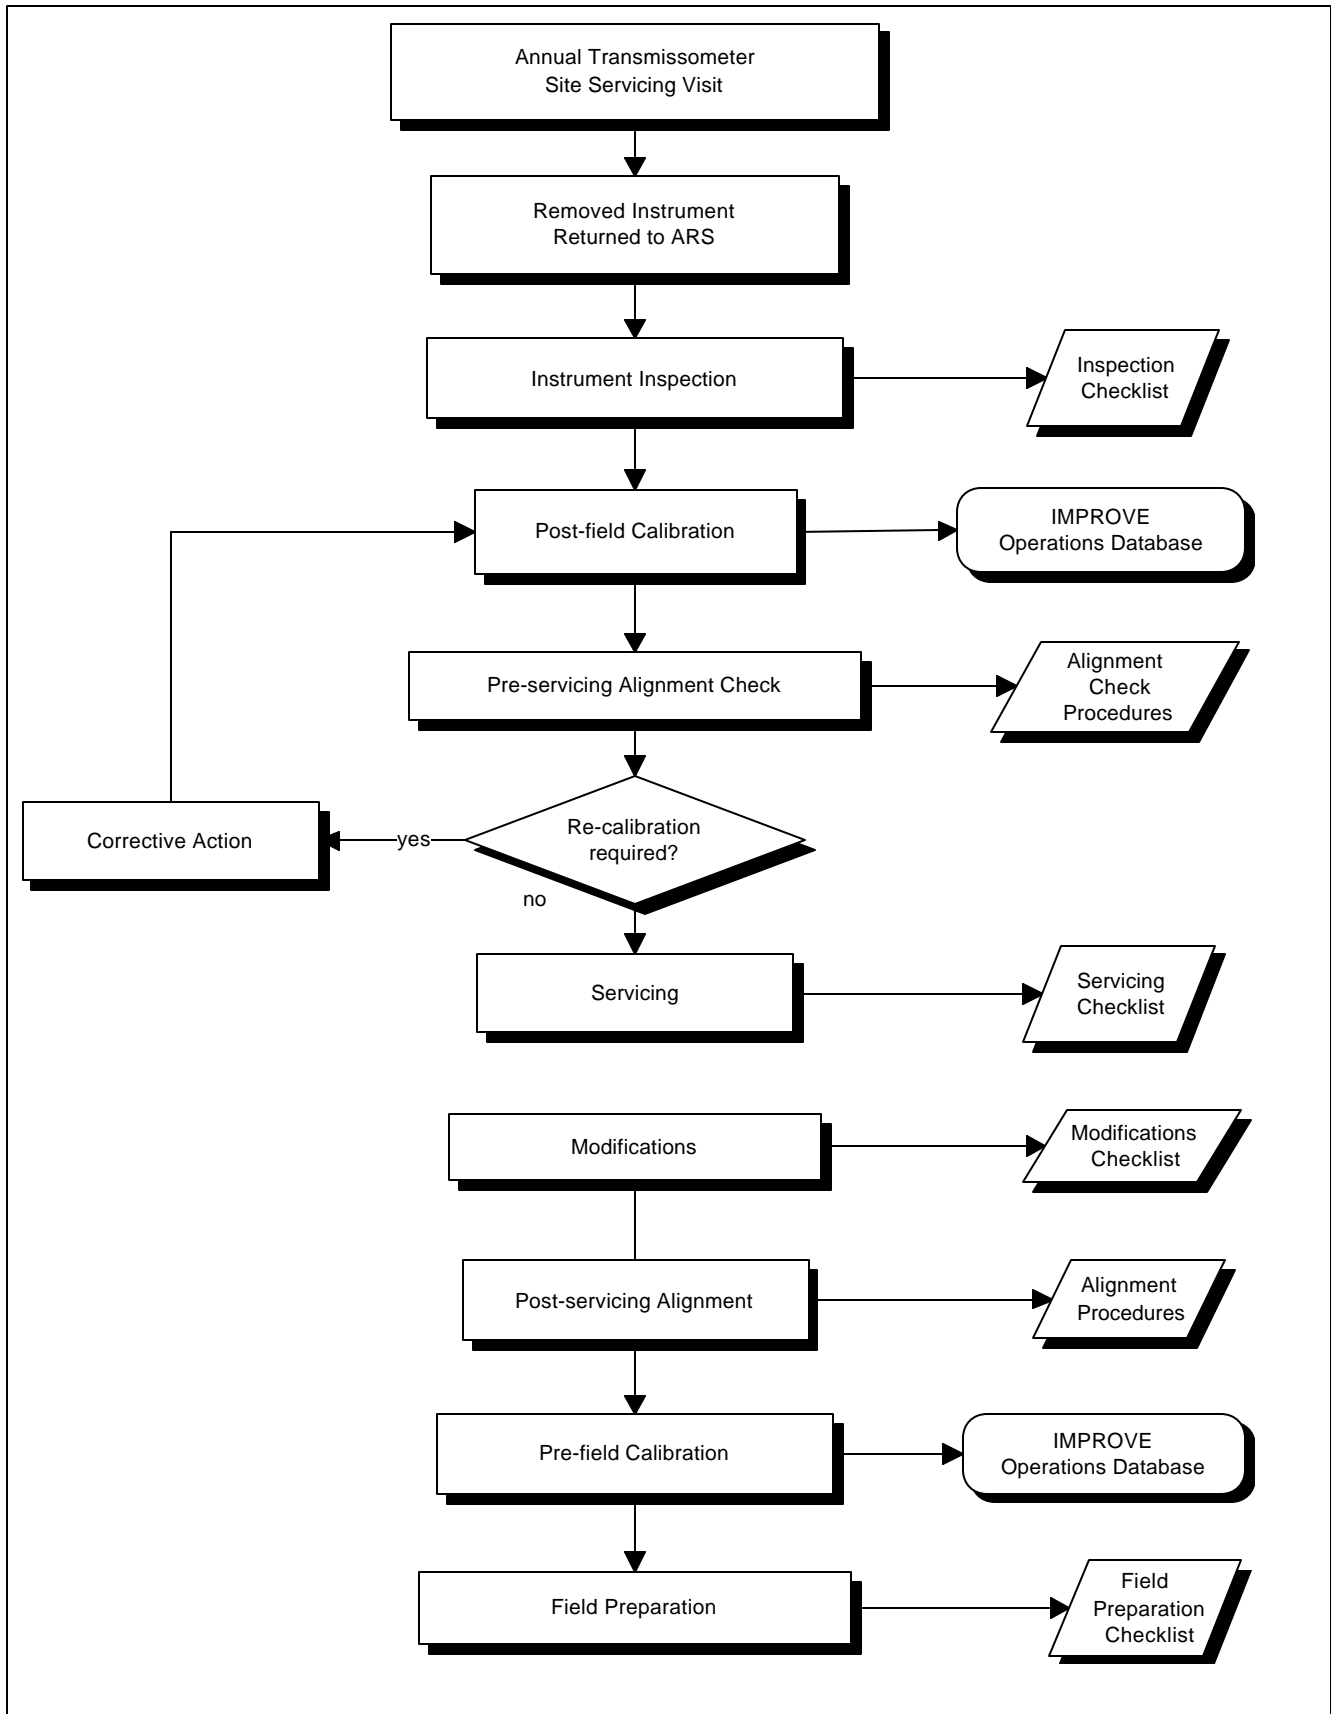 Annual Transmissometer
Site Servicing Visit
Removed Instrument
Returned to ARS
Instrument Inspection
Inspection
Checklist
Post-field Calibration
IMPROVE
Operations Database
Pre-servicing Alignment Check
Alignment
Check
Procedures
Corrective Action
yes
Re-calibration
required?
no
Servicing
Servicing
Checklist
Modifications
Modifications
Checklist
Post-servicing Alignment
Alignment
Procedures
Pre-field Calibration
IMPROVE
Operations Database
Field Preparation
Field
Preparation
Checklist